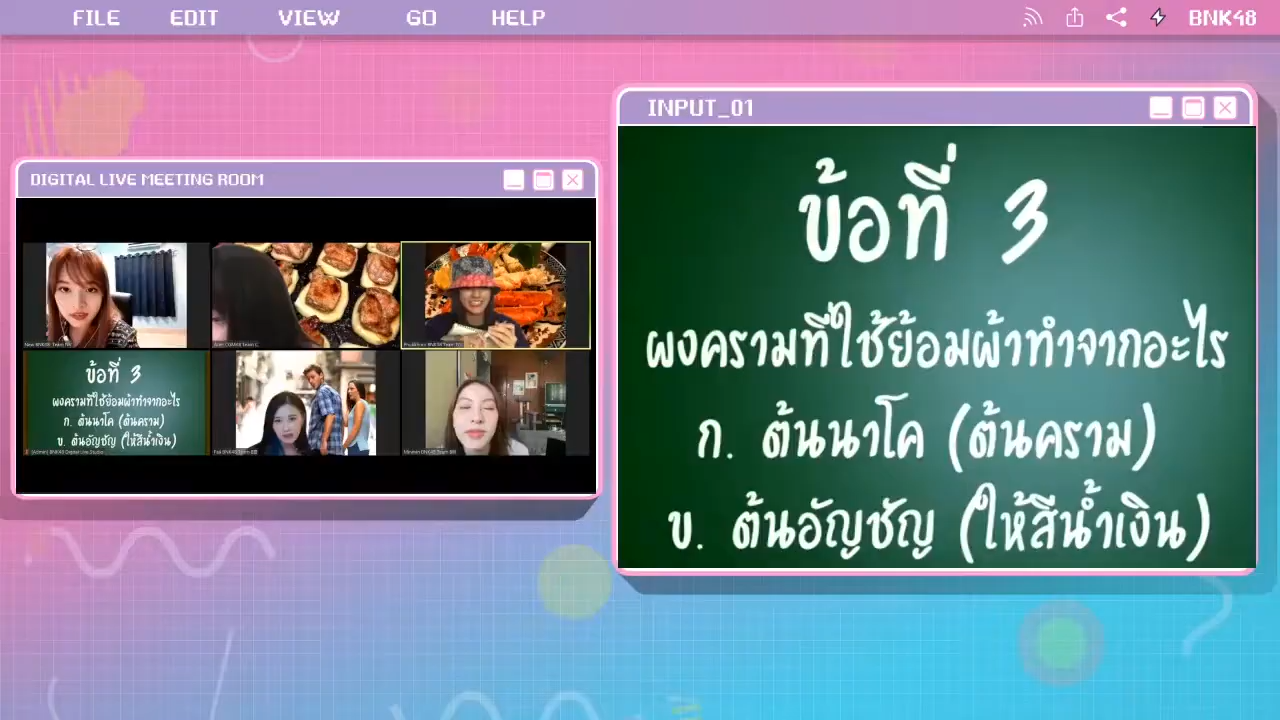 FILE EDIT VIEW GO HELP BNK48
DIGITAL LIVE MEETING ROOM
ข้อที่ 3
ผงครามที่ใช้ย้อมผ้าทำจากอะไร
ก. ต้นนาโค (ต้นคราม)
ข. ต้นอัญชัญ (ให้สีน้ำเงิน)
[Admin] BNK48 Digital Live Studio
INPUT_01
ข้อที่ 3
ผงครามที่ใช้ย้อมผ้าทำจากอะไร
ก. ต้นนาโค (ต้นคราม)
ข. ต้นอัญชัญ (ให้สีน้ำเงิน)